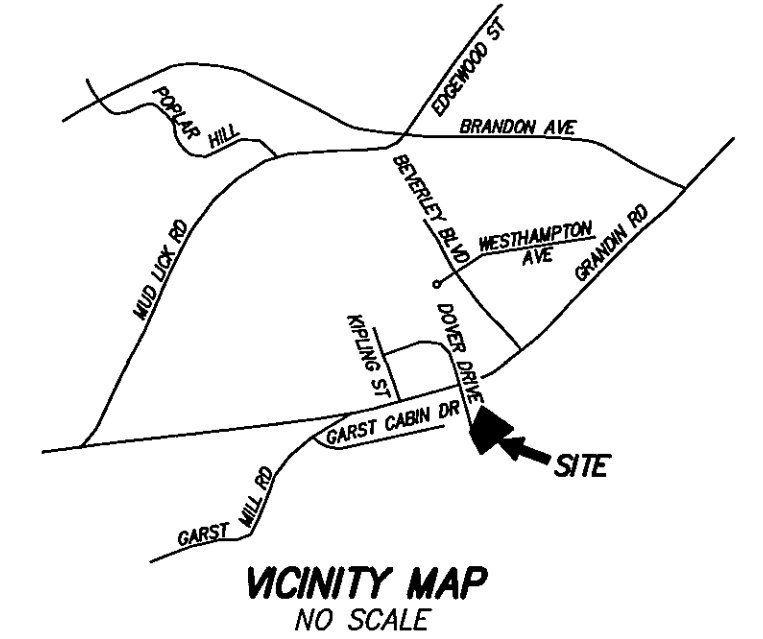 EDGEWOOD ST
POPLAR
HILL
BRANDON AVE
BEVERLEY BLVD
WESTHAMPTON
AVE
GRANDIN RD
MUD LICK RD
KIPLING ST
DOVER DRIVE
GARST CABIN DR
SITE
GARST MILL RD
VICINITY MAP
NO SCALE